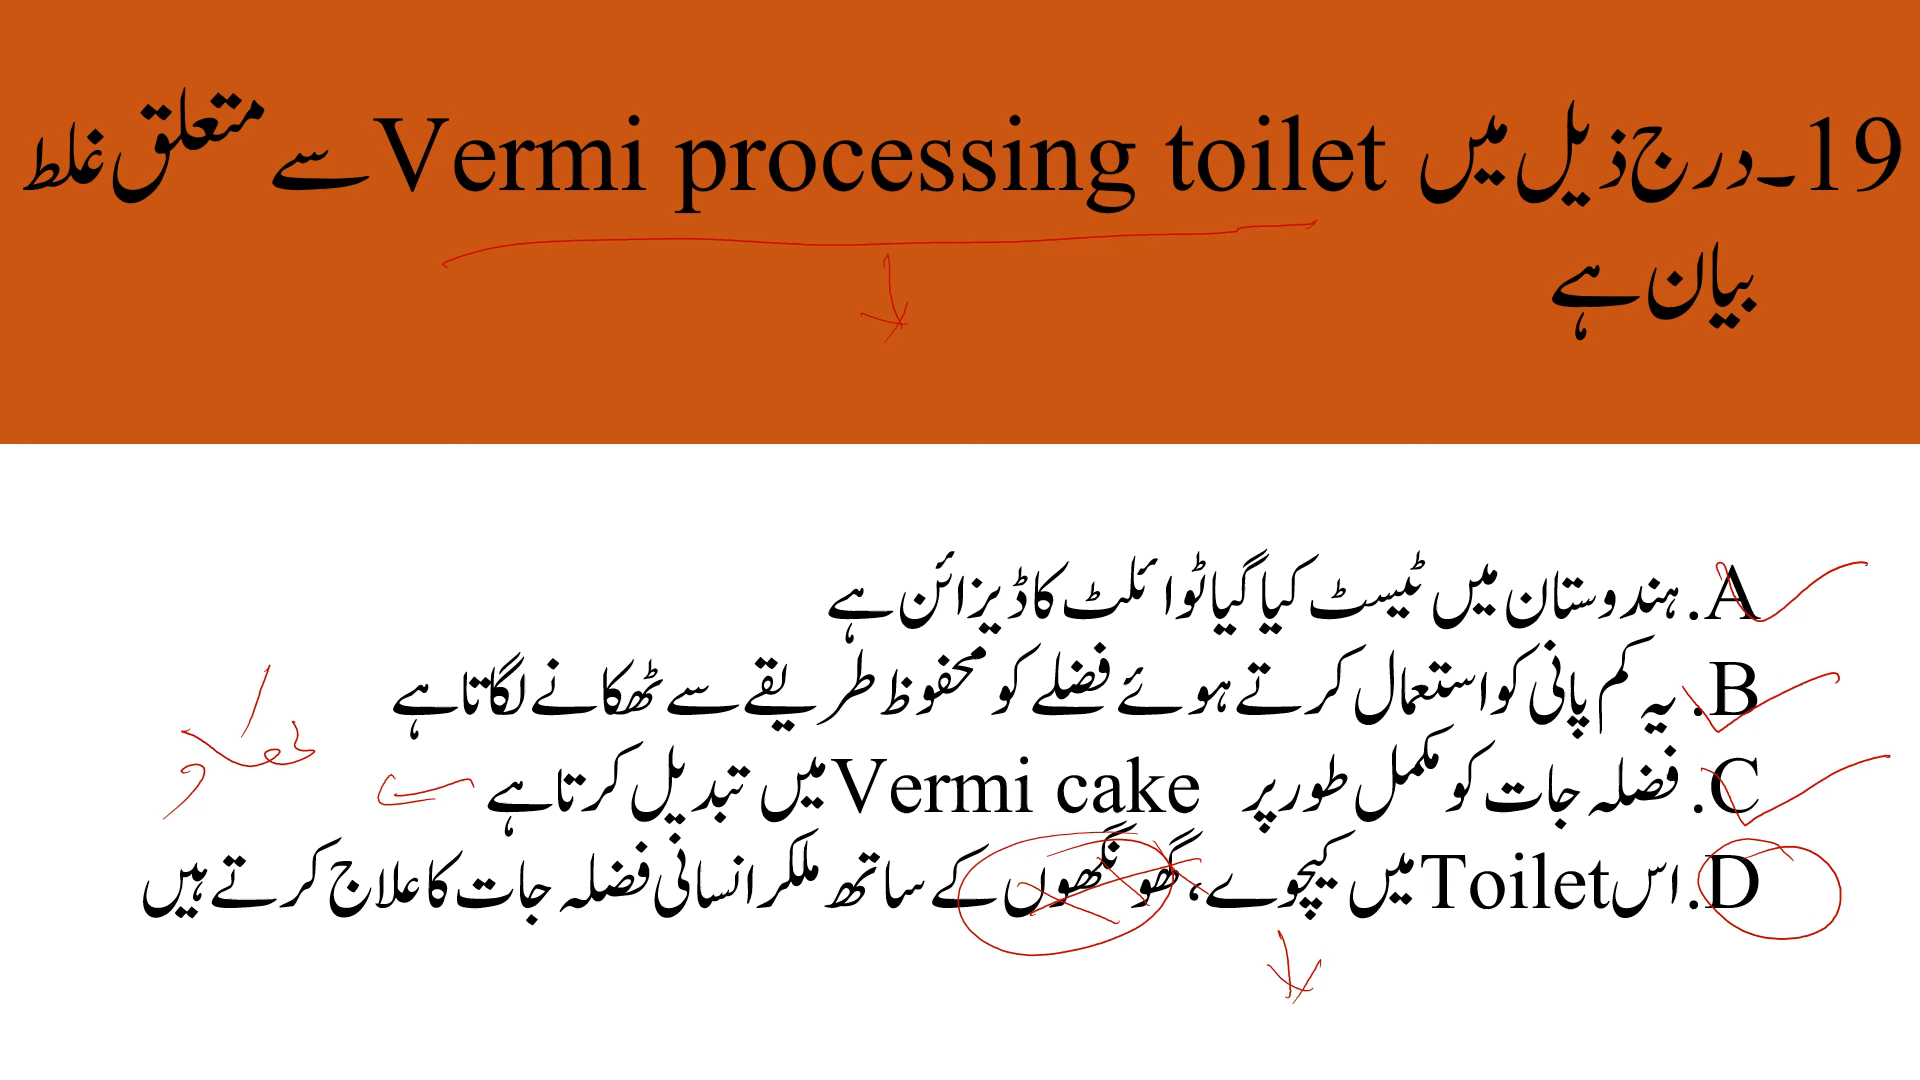 19۔درج ذیل میں Vermi processing toilet سے متعلق غلط
بیان ہے
A. ہندوستان میں ٹیسٹ کیا گیا ٹوائلٹ کا ڈیزائن ہے
B. یہ کم پانی کو استعمال کرتے ہوئے فضلے کو محفوظ طریقے سے ٹھکانے لگاتا ہے
C. فضلہ جات کو مکمل طور پر Vermi cake میں تبدیل کرتا ہے
D. اس Toilet میں کیچوے، گھونگھوں کے ساتھ ملکر انسانی فضلہ جات کا علاج کرتے ہیں